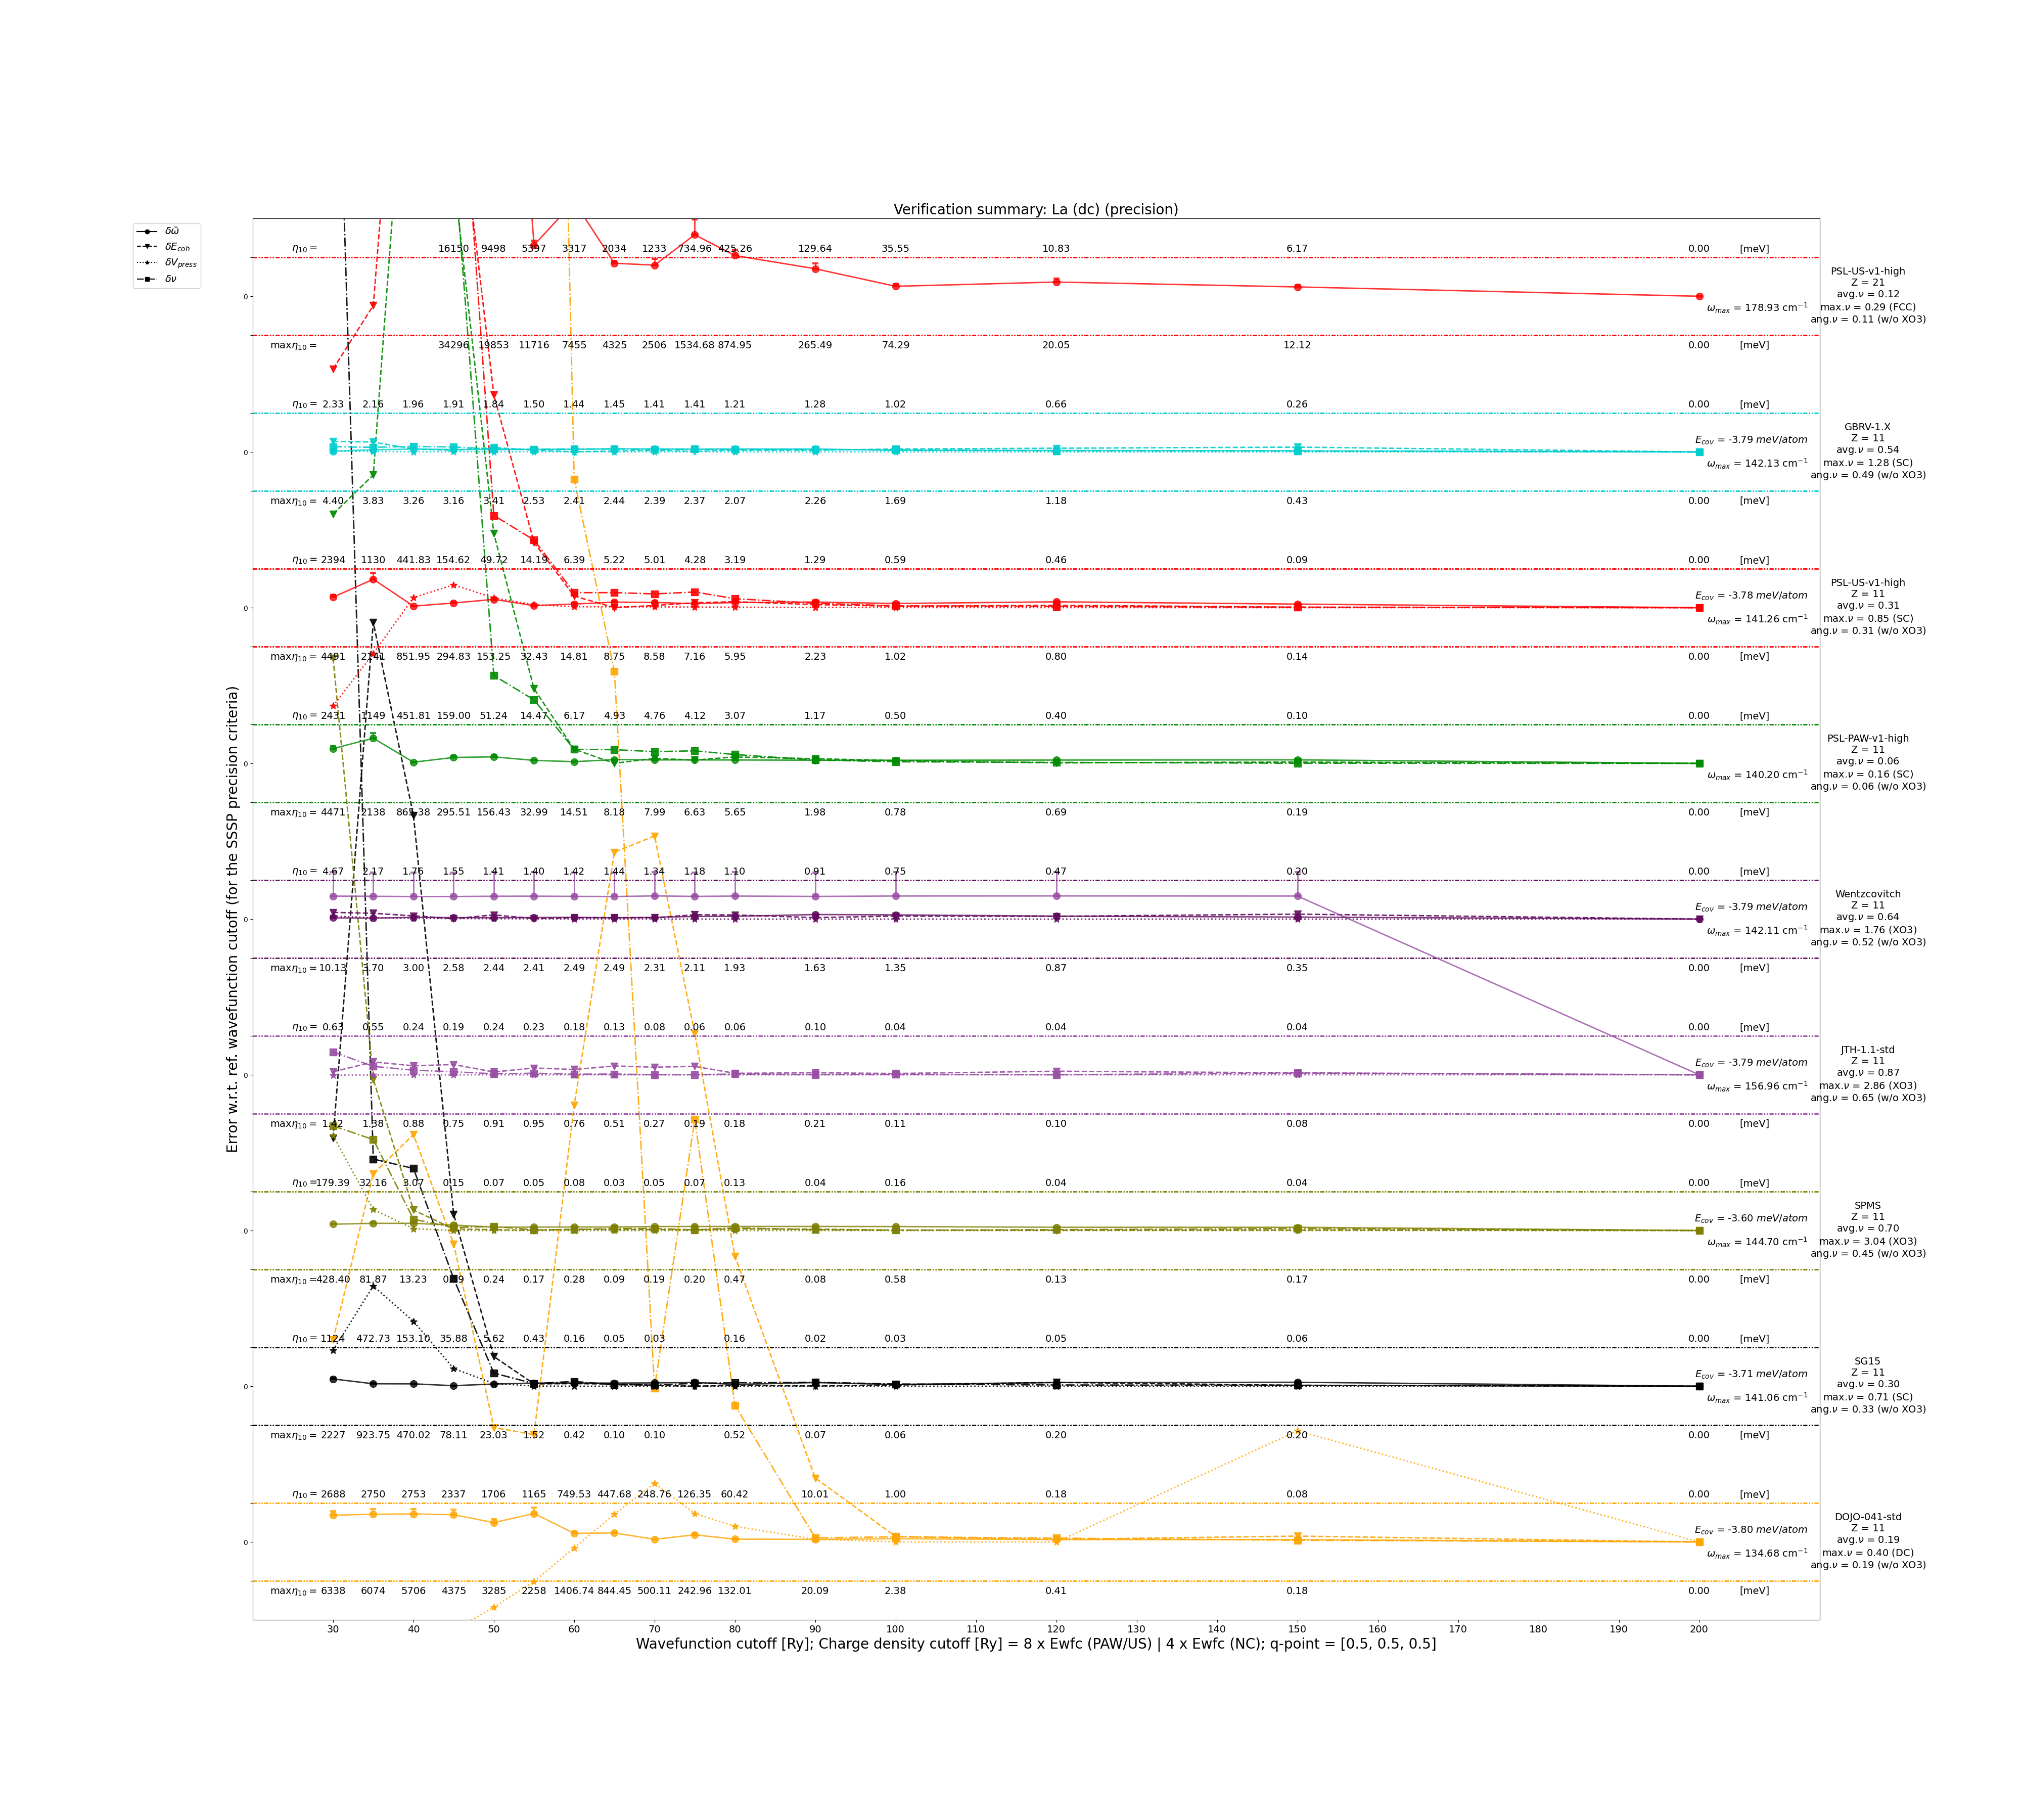 Verification summary: La (dc) (precision)
δω̄
δE_coh
δV_press
δν
Error w.r.t. ref. wavefunction cutoff (for the SSSP precision criteria)
η₁₀ = 16150 9498 5397 3317 2034 1233 734.96 425.26 129.64 35.55 10.83 6.17 0.00 [meV]
0
ω_max = 178.93 cm⁻¹
maxη₁₀ = 34296 19853 11716 7455 4325 2506 1534.68 874.95 265.49 74.29 20.05 12.12 0.00 [meV]
PSL-US-v1-high
Z = 21
avg.ν = 0.12
max.ν = 0.29 (FCC)
ang.ν = 0.11 (w/o XO3)
η₁₀ = 2.33 2.16 1.96 1.91 1.84 1.50 1.44 1.45 1.41 1.41 1.21 1.28 1.02 0.66 0.26 0.00 [meV]
0
E_cov = -3.79 meV/atom
ω_max = 142.13 cm⁻¹
maxη₁₀ = 4.40 3.83 3.26 3.16 3.41 2.53 2.41 2.44 2.39 2.37 2.07 2.26 1.69 1.18 0.43 0.00 [meV]
GBRV-1.X
Z = 11
avg.ν = 0.54
max.ν = 1.28 (SC)
ang.ν = 0.49 (w/o XO3)
η₁₀ = 2394 1130 441.83 154.62 49.72 14.19 6.39 5.22 5.01 4.28 3.19 1.29 0.59 0.46 0.09 0.00 [meV]
0
E_cov = -3.78 meV/atom
ω_max = 141.26 cm⁻¹
maxη₁₀ = 4491 2141 851.95 294.83 153.25 32.43 14.81 8.75 8.58 7.16 5.95 2.23 1.02 0.80 0.14 0.00 [meV]
PSL-US-v1-high
Z = 11
avg.ν = 0.31
max.ν = 0.85 (SC)
ang.ν = 0.31 (w/o XO3)
η₁₀ = 2431 1149 451.81 159.00 51.24 14.47 6.17 4.93 4.76 4.12 3.07 1.17 0.50 0.40 0.10 0.00 [meV]
0
ω_max = 140.20 cm⁻¹
maxη₁₀ = 4471 2138 865.38 295.51 156.43 32.99 14.51 8.18 7.99 6.63 5.65 1.98 0.78 0.69 0.19 0.00 [meV]
PSL-PAW-v1-high
Z = 11
avg.ν = 0.06
max.ν = 0.16 (SC)
ang.ν = 0.06 (w/o XO3)
η₁₀ = 4.67 2.17 1.76 1.55 1.41 1.40 1.42 1.44 1.34 1.18 1.10 0.91 0.75 0.47 0.20 0.00 [meV]
0
E_cov = -3.79 meV/atom
ω_max = 142.11 cm⁻¹
maxη₁₀ = 10.13 3.70 3.00 2.58 2.44 2.41 2.49 2.49 2.31 2.11 1.93 1.63 1.35 0.87 0.35 0.00 [meV]
Wentzcovitch
Z = 11
avg.ν = 0.64
max.ν = 1.76 (XO3)
ang.ν = 0.52 (w/o XO3)
η₁₀ = 0.63 0.55 0.24 0.19 0.24 0.23 0.18 0.13 0.08 0.06 0.06 0.10 0.04 0.04 0.04 0.00 [meV]
0
E_cov = -3.79 meV/atom
ω_max = 156.96 cm⁻¹
maxη₁₀ = 1.42 1.38 0.88 0.75 0.91 0.95 0.76 0.51 0.27 0.19 0.18 0.21 0.11 0.10 0.08 0.00 [meV]
JTH-1.1-std
Z = 11
avg.ν = 0.87
max.ν = 2.86 (XO3)
ang.ν = 0.65 (w/o XO3)
η₁₀ = 179.39 32.16 3.07 0.15 0.07 0.05 0.08 0.03 0.05 0.07 0.13 0.04 0.16 0.04 0.04 0.00 [meV]
0
E_cov = -3.60 meV/atom
ω_max = 144.70 cm⁻¹
maxη₁₀ = 428.40 81.87 13.23 0.24 0.17 0.28 0.09 0.19 0.20 0.47 0.08 0.58 0.13 0.17 0.00 [meV]
SPMS
Z = 11
avg.ν = 0.70
max.ν = 3.04 (XO3)
ang.ν = 0.45 (w/o XO3)
η₁₀ = 1124 472.73 153.10 35.88 5.62 0.43 0.16 0.05 0.03 0.16 0.02 0.03 0.05 0.06 0.00 [meV]
0
E_cov = -3.71 meV/atom
ω_max = 141.06 cm⁻¹
maxη₁₀ = 2227 923.75 470.02 78.11 23.03 1.52 0.42 0.10 0.10 0.52 0.07 0.06 0.20 0.20 0.00 [meV]
SG15
Z = 11
avg.ν = 0.30
max.ν = 0.71 (SC)
ang.ν = 0.33 (w/o XO3)
η₁₀ = 2688 2750 2753 2337 1706 1165 749.53 447.68 248.76 126.35 60.42 10.01 1.00 0.18 0.08 0.00 [meV]
0
E_cov = -3.80 meV/atom
ω_max = 134.68 cm⁻¹
maxη₁₀ = 6338 6074 5706 4375 3285 2258 1406.74 844.45 500.11 242.96 132.01 20.09 2.38 0.41 0.18 0.00 [meV]
DOJO-041-std
Z = 11
avg.ν = 0.19
max.ν = 0.40 (DC)
ang.ν = 0.19 (w/o XO3)
30 40 50 60 70 80 90 100 110 120 130 140 150 160 170 180 190 200
Wavefunction cutoff [Ry]; Charge density cutoff [Ry] = 8 x Ewfc (PAW/US) | 4 x Ewfc (NC); q-point = [0.5, 0.5, 0.5]